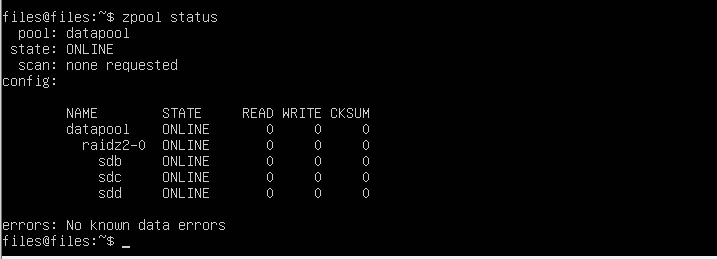 files@files:~$ zpool status
  pool: datapool
 state: ONLINE
  scan: none requested
config:

        NAME        STATE     READ WRITE CKSUM
        datapool    ONLINE       0     0     0
          raidz2-0  ONLINE       0     0     0
            sdb     ONLINE       0     0     0
            sdc     ONLINE       0     0     0
            sdd     ONLINE       0     0     0

errors: No known data errors
files@files:~$ _